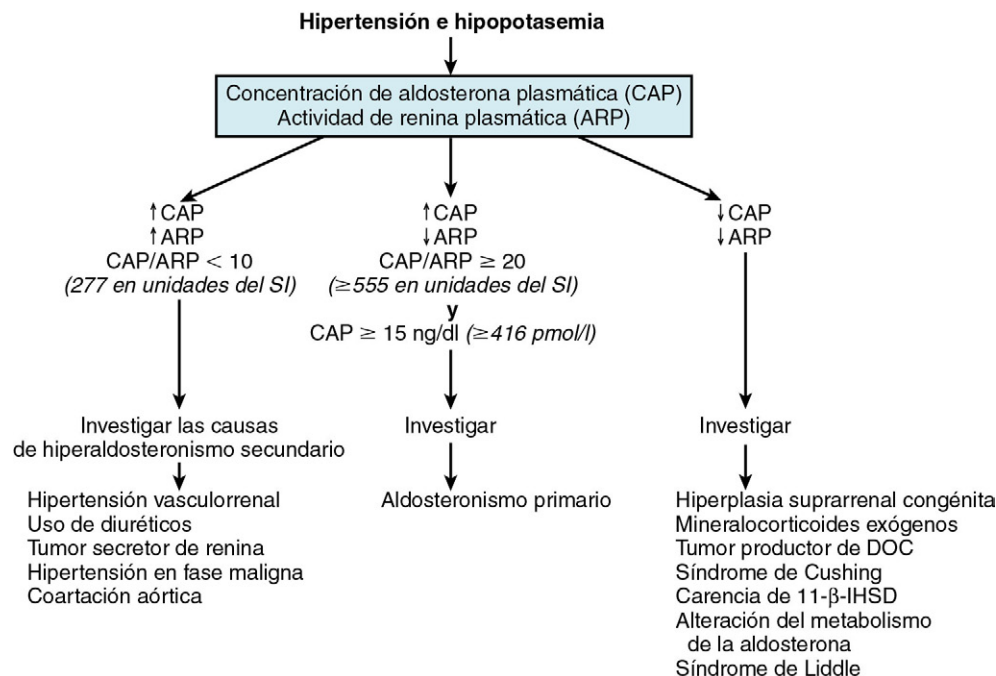 Hipertensión e hipopotasemia
Concentración de aldosterona plasmática (CAP)
Actividad de renina plasmática (ARP)
↑CAP
↑ARP
CAP/ARP < 10
(277 en unidades del SI)
↑CAP
↓ARP
CAP/ARP ≥ 20
(≥555 en unidades del SI)
y
CAP ≥ 15 ng/dl (≥416 pmol/l)
↓CAP
↓ARP
Investigar las causas
de hiperaldosteronismo secundario
Investigar
Investigar
Hipertensión vasculorrenal
Uso de diuréticos
Tumor secretor de renina
Hipertensión en fase maligna
Coartación aórtica
Aldosteronismo primario
Hiperplasia suprarrenal congénita
Mineralocorticoides exógenos
Tumor productor de DOC
Síndrome de Cushing
Carencia de 11-β-IHSD
Alteración del metabolismo
de la aldosterona
Síndrome de Liddle